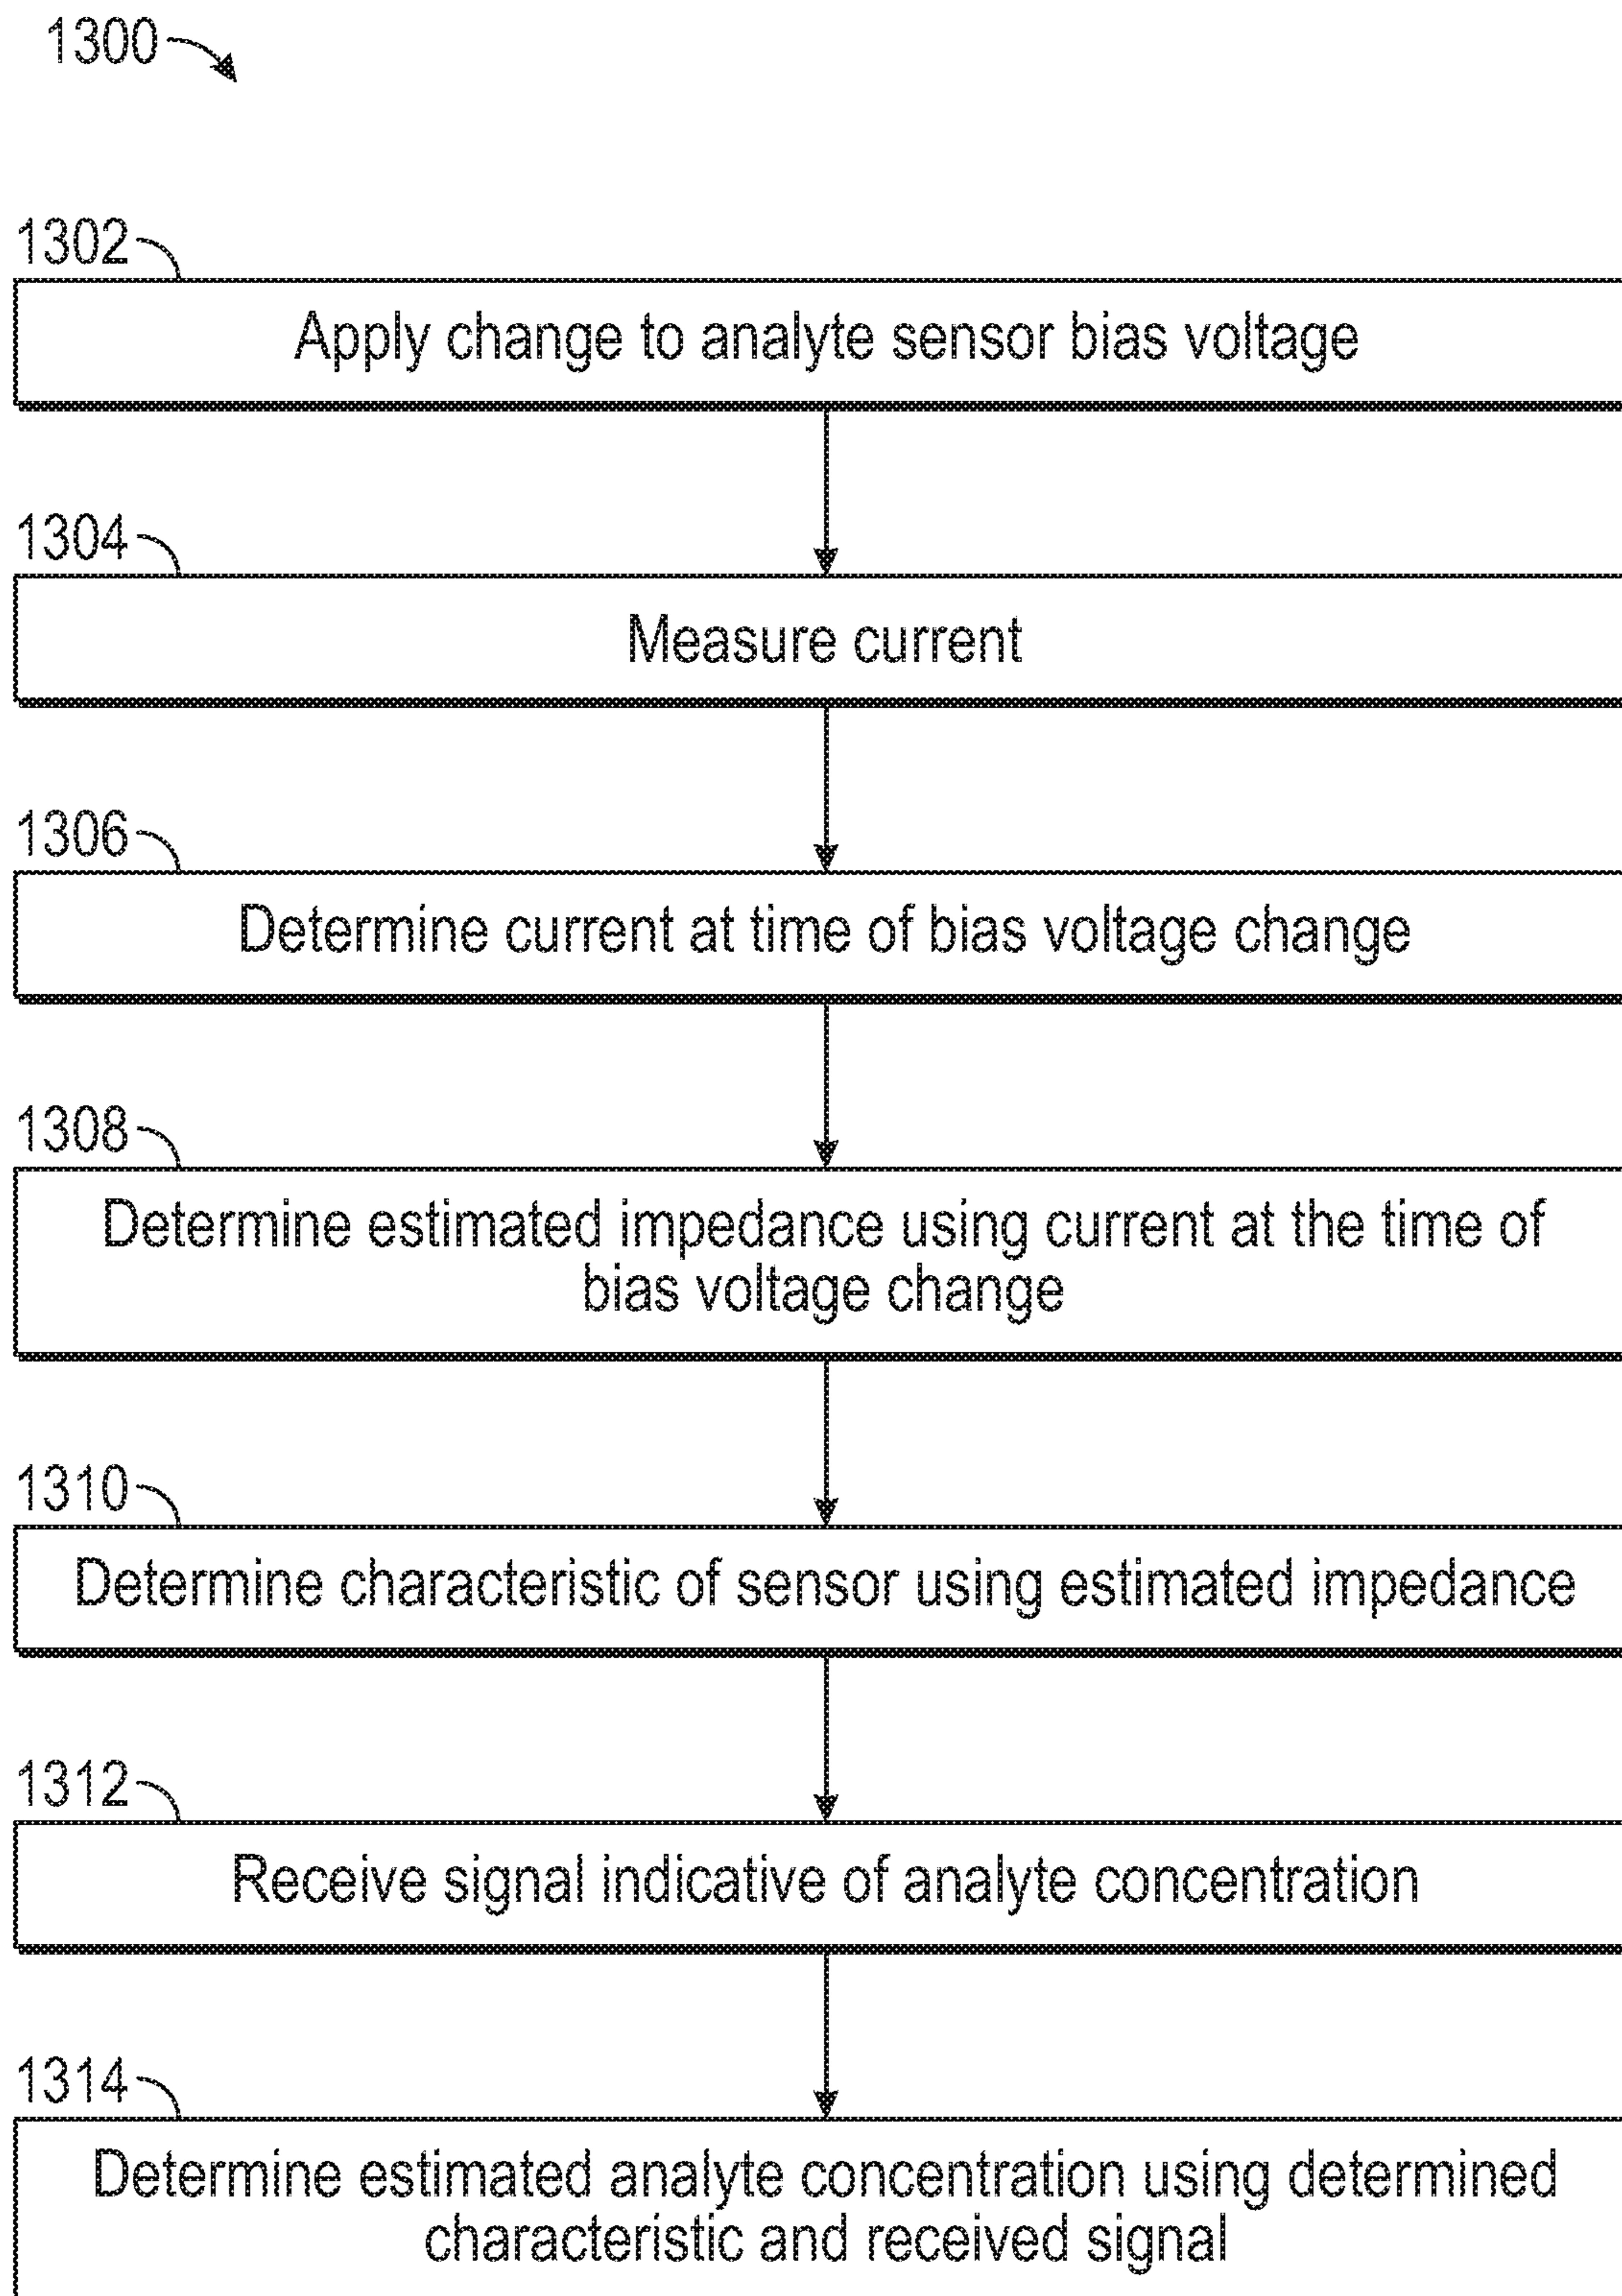 1300
1302
Apply change to analyte sensor bias voltage
1304
Measure current
1306
Determine current at time of bias voltage change
1308
Determine estimated impedance using current at the time of
bias voltage change
1310
Determine characteristic of sensor using estimated impedance
1312
Receive signal indicative of analyte concentration
1314
Determine estimated analyte concentration using determined
characteristic and received signal